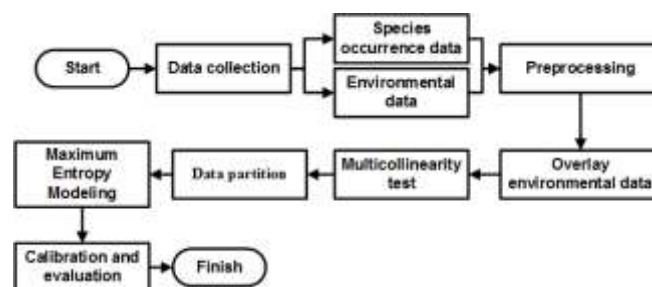 Start
Data collection
Species
occurrence data
Environmental
data
Preprocessing
Overlay
environmental data
Multicollinearity
test
Data partition
Maximum
Entropy
Modeling
Calibration and
evaluation
Finish